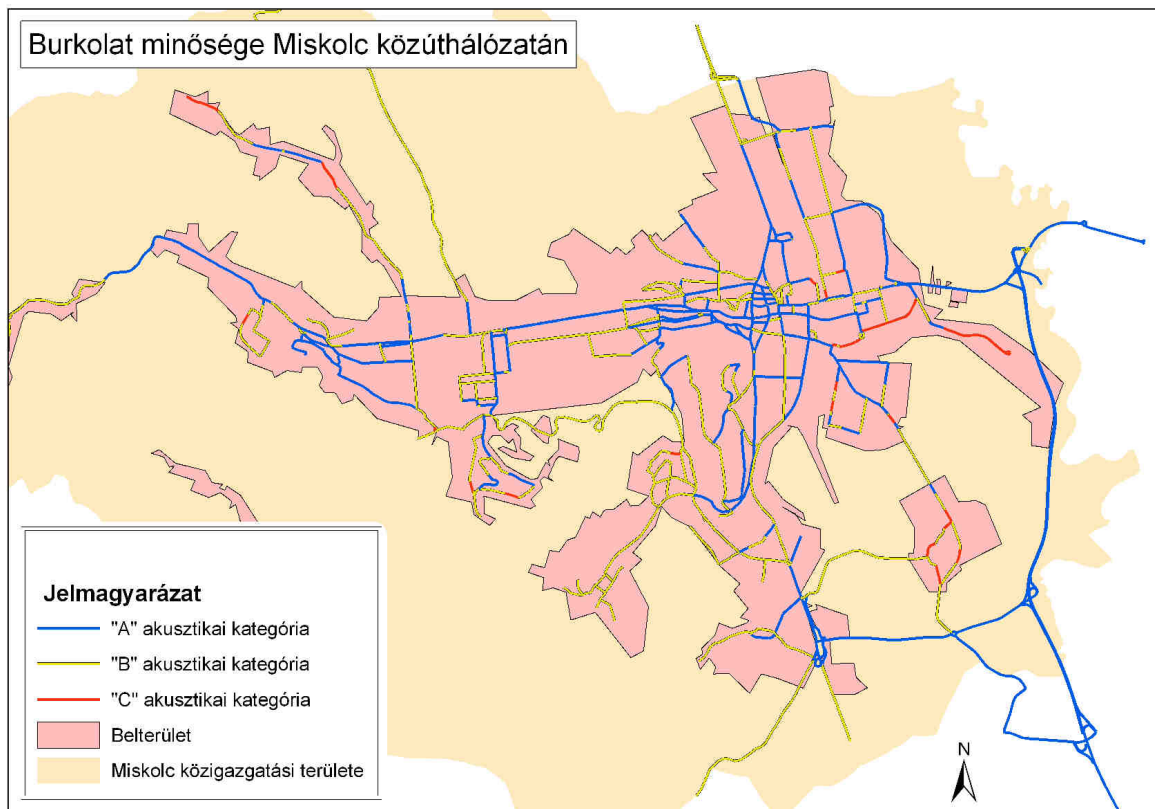 Burkolat minősége Miskolc közúthálózatán
Jelmagyarázat
"A" akusztikai kategória
"B" akusztikai kategória
"C" akusztikai kategória
Belterület
Miskolc közigazgatási területe
N